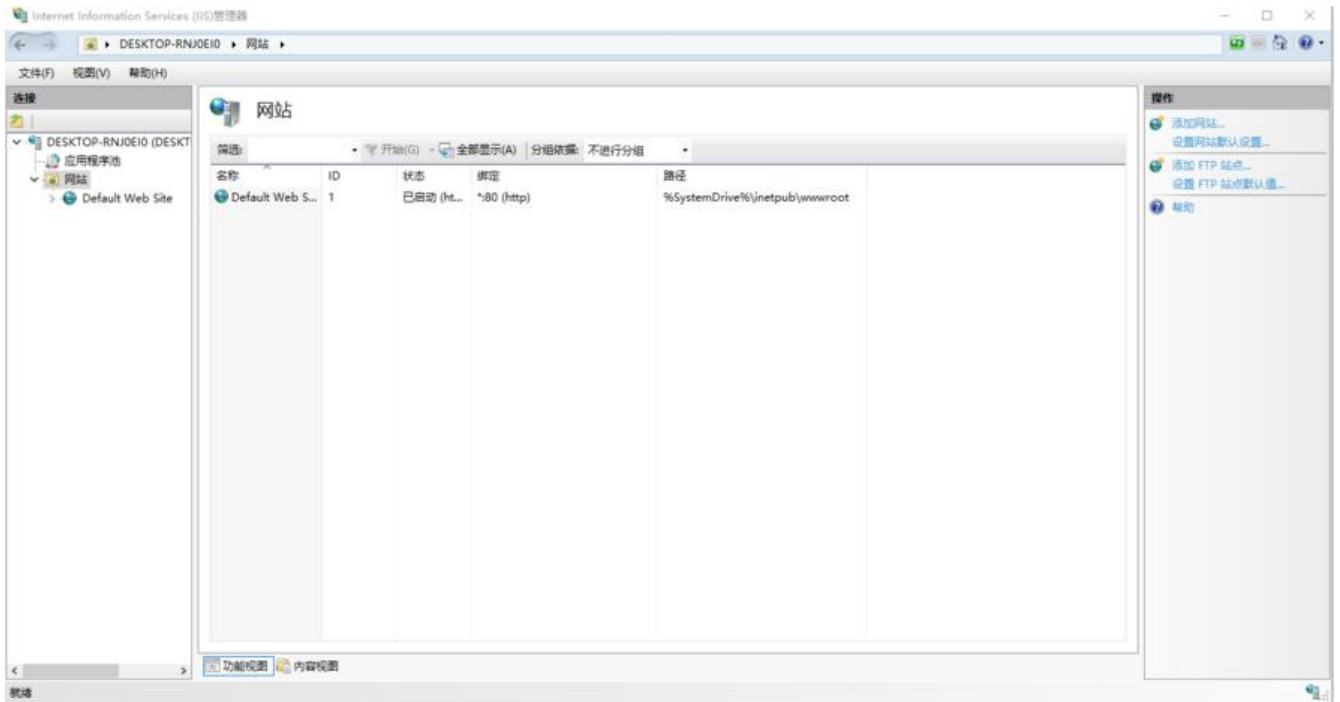 Internet Information Services (IIS)管理器
DESKTOP-RNJ0EI0 网站
文件(F) 视图(V) 帮助(H)
连接
DESKTOP-RNJ0EI0 (DESKT
应用程序池
网站
Default Web Site
网站
筛选: 开始(G) 全部显示(A) 分组依据: 不进行分组
名称 ID 状态 绑定 路径
Default Web S... 1 已启动 (ht... *:80 (http) %SystemDrive%\inetpub\wwwroot
功能视图 内容视图
操作
添加网站...
设置网站默认设置...
添加 FTP 站点...
设置 FTP 站点默认值...
帮助
就绪